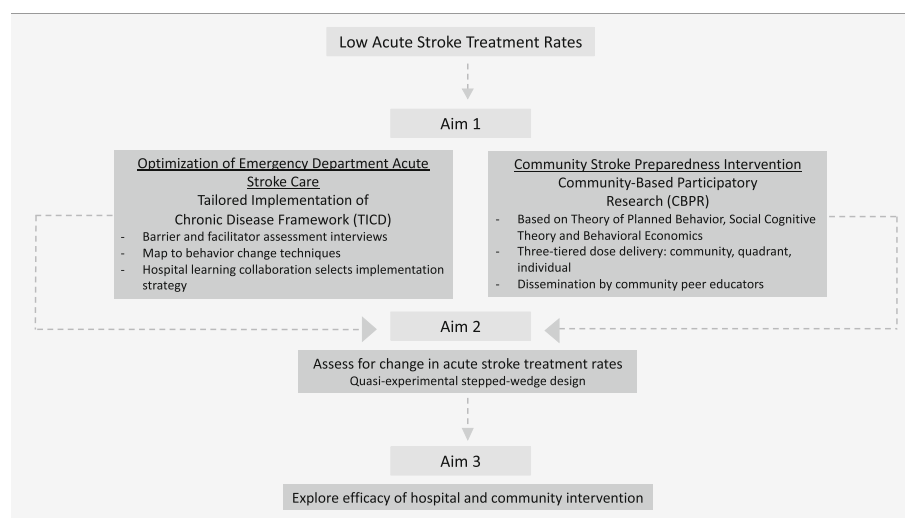 Low Acute Stroke Treatment Rates
Aim 1
Optimization of Emergency Department Acute
Stroke Care
Tailored Implementation of
Chronic Disease Framework (TICD)
- Barrier and facilitator assessment interviews
- Map to behavior change techniques
- Hospital learning collaboration selects implementation
strategy
Community Stroke Preparedness Intervention
Community-Based Participatory
Research (CBPR)
- Based on Theory of Planned Behavior, Social Cognitive
Theory and Behavioral Economics
- Three-tiered dose delivery: community, quadrant,
individual
- Dissemination by community peer educators
Aim 2
Assess for change in acute stroke treatment rates
Quasi-experimental stepped-wedge design
Aim 3
Explore efficacy of hospital and community intervention